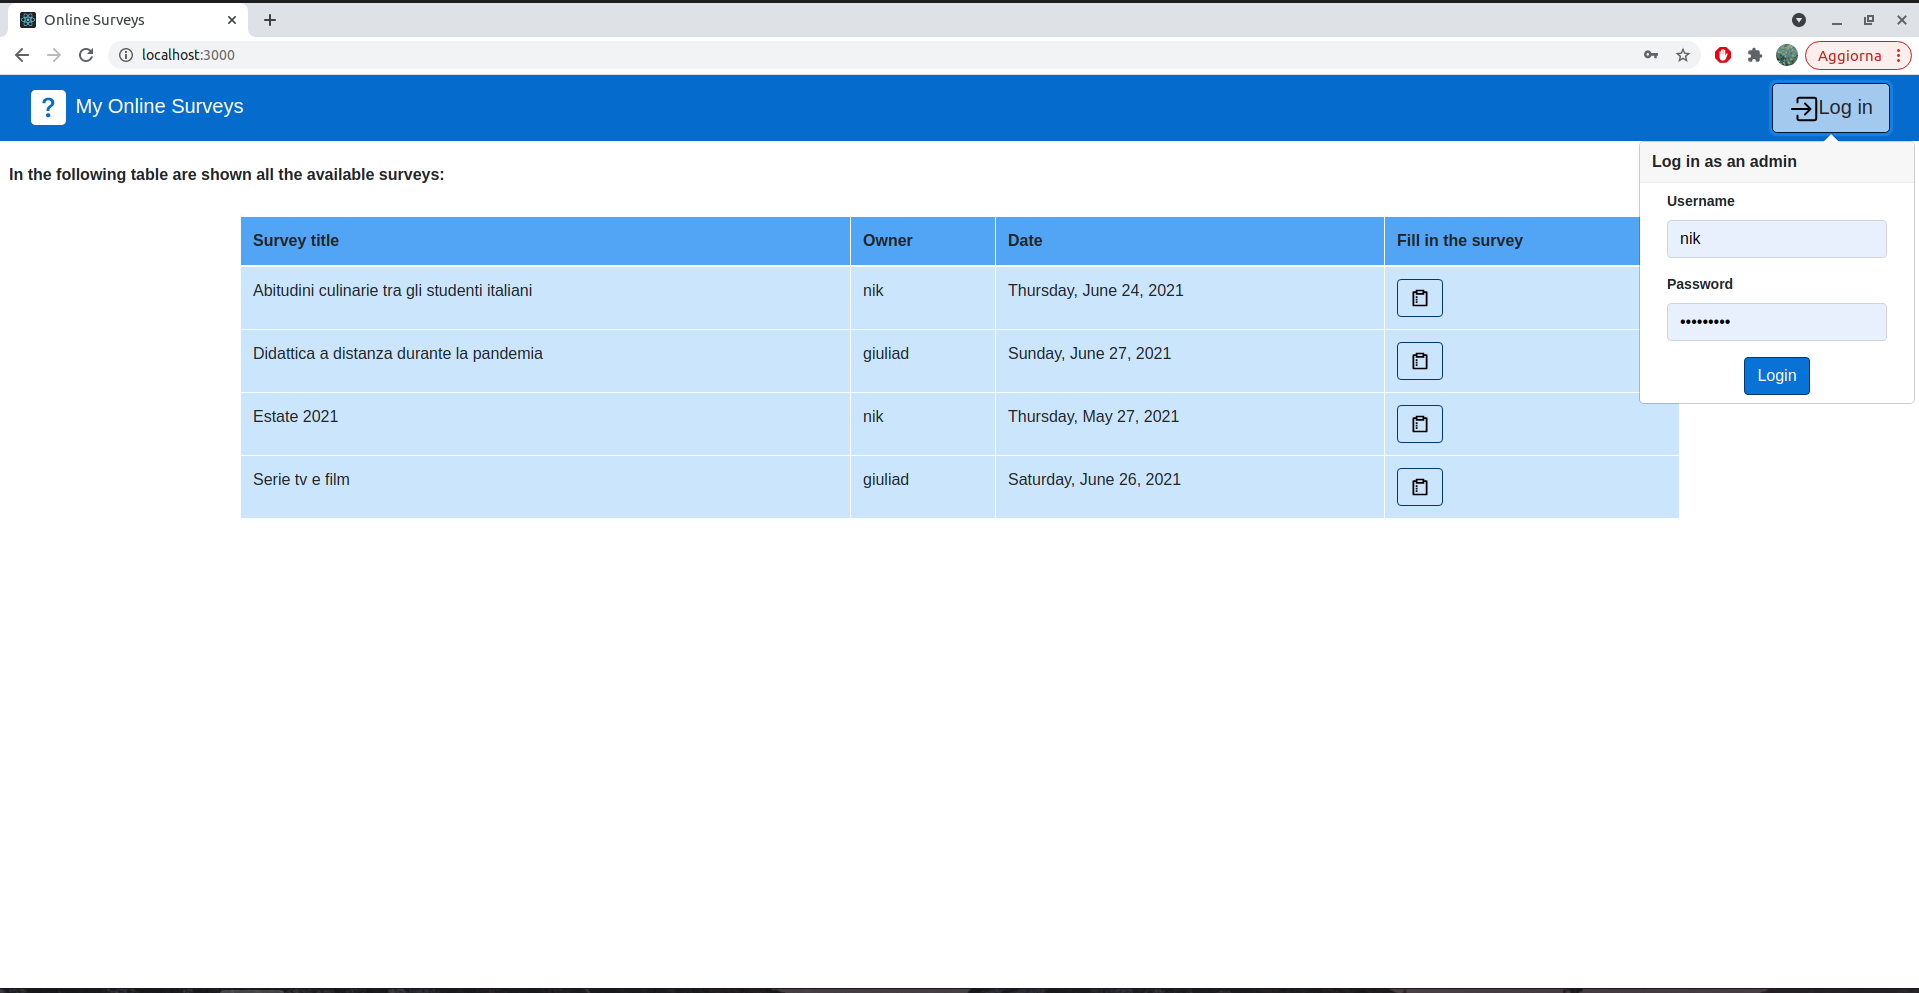 Online Surveys
localhost:3000
Aggiorna
? My Online Surveys
Log in
In the following table are shown all the available surveys:
Log in as an admin
Username
nik
Password
•••••••••
Login
Survey title Owner Date Fill in the survey
Abitudini culinarie tra gli studenti italiani nik Thursday, June 24, 2021
Didattica a distanza durante la pandemia giuliad Sunday, June 27, 2021
Estate 2021 nik Thursday, May 27, 2021
Serie tv e film giuliad Saturday, June 26, 2021